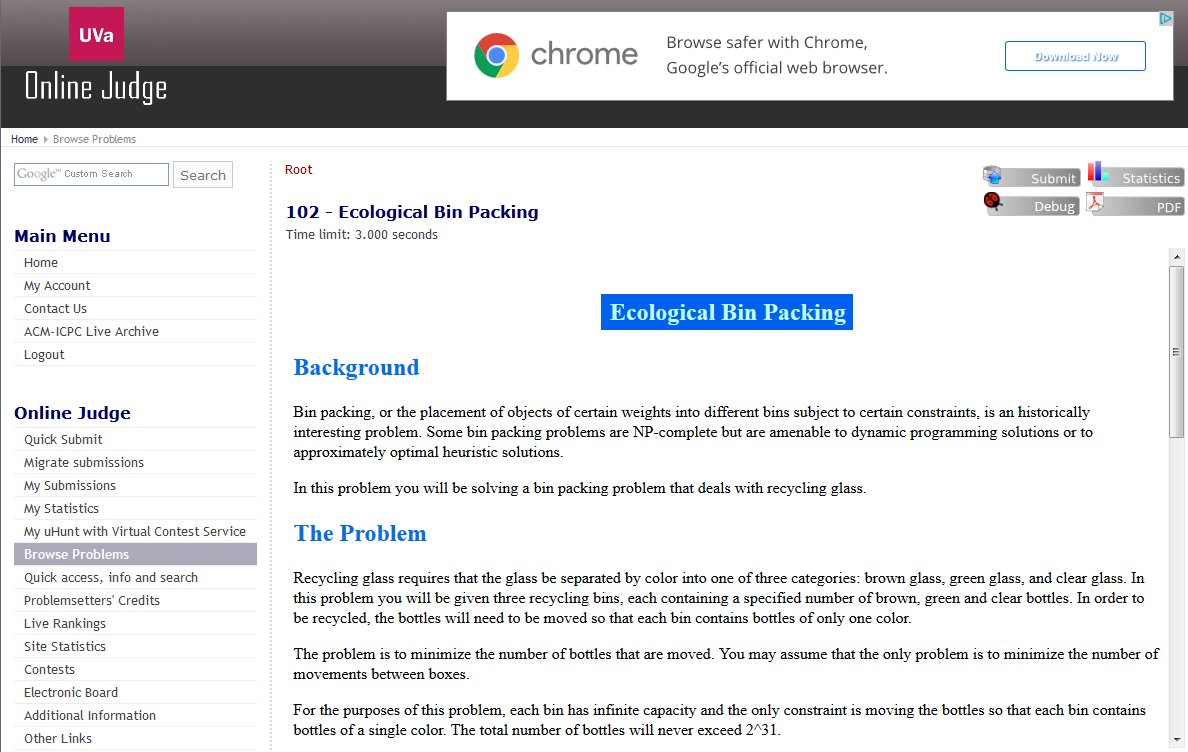 UVa
Online Judge
chrome
Browse safer with Chrome,
Google’s official web browser.
Download Now
Home
Browse Problems
Google™ Custom Search
Search
Main Menu
Home
My Account
Contact Us
ACM-ICPC Live Archive
Logout
Online Judge
Quick Submit
Migrate submissions
My Submissions
My Statistics
My uHunt with Virtual Contest Service
Browse Problems
Quick access, info and search
Problemsetters' Credits
Live Rankings
Site Statistics
Contests
Electronic Board
Additional Information
Other Links
Root
Submit
Statistics
Debug
PDF
102 - Ecological Bin Packing
Time limit: 3.000 seconds
Ecological Bin Packing
Background
Bin packing, or the placement of objects of certain weights into different bins subject to certain constraints, is an historically
interesting problem. Some bin packing problems are NP-complete but are amenable to dynamic programming solutions or to
approximately optimal heuristic solutions.
In this problem you will be solving a bin packing problem that deals with recycling glass.
The Problem
Recycling glass requires that the glass be separated by color into one of three categories: brown glass, green glass, and clear glass. In
this problem you will be given three recycling bins, each containing a specified number of brown, green and clear bottles. In order to
be recycled, the bottles will need to be moved so that each bin contains bottles of only one color.
The problem is to minimize the number of bottles that are moved. You may assume that the only problem is to minimize the number of
movements between boxes.
For the purposes of this problem, each bin has infinite capacity and the only constraint is moving the bottles so that each bin contains
bottles of a single color. The total number of bottles will never exceed 2^31.